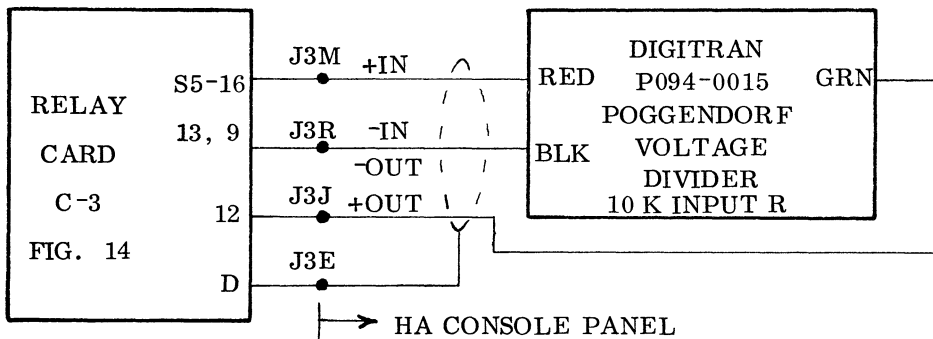 RELAY
CARD
C-3
FIG. 14
S5-16
13, 9
12
D
J3M
+IN
J3R
-IN
-OUT
J3J
+OUT
J3E
RED
BLK
GRN
DIGITRAN
P094-0015
POGGENDORF
VOLTAGE
DIVIDER
10 K INPUT R
HA CONSOLE PANEL